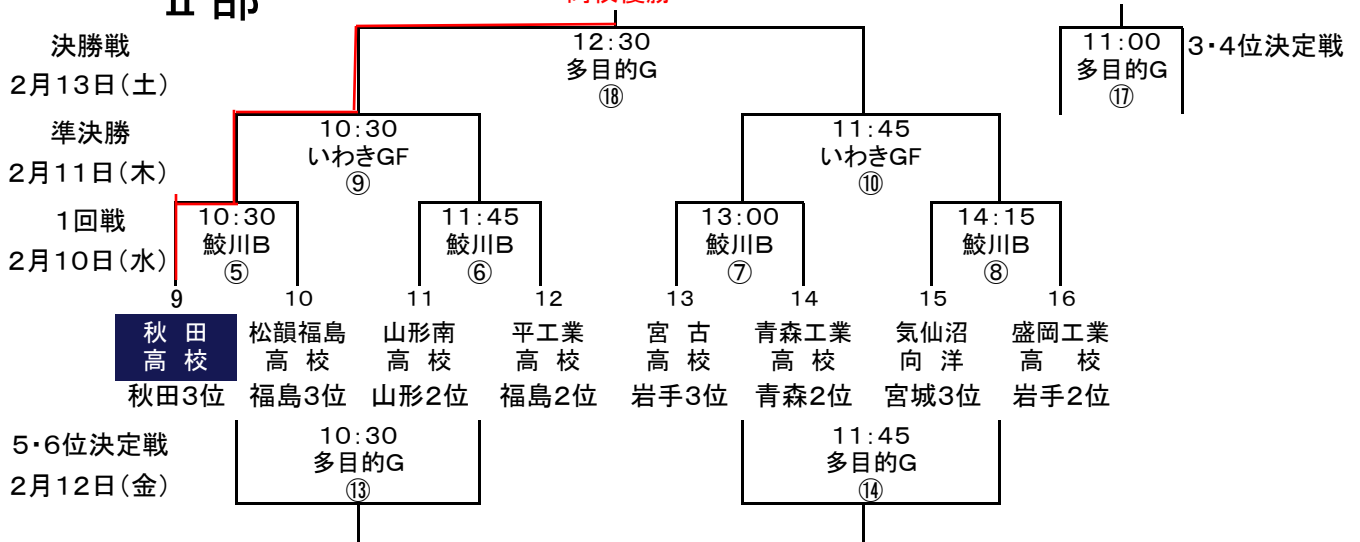 Ⅱ部
両校優勝
決勝戦
2月13日(土)
12:30
多目的G
⑱
11:00
多目的G
⑰
3・4位決定戦
準決勝
2月11日(木)
10:30
いわきGF
⑨
11:45
いわきGF
⑩
1回戦
2月10日(水)
10:30
鮫川B
⑤
11:45
鮫川B
⑥
13:00
鮫川B
⑦
14:15
鮫川B
⑧
9 10 11 12 13 14 15 16
秋田 松韻福島 山形南 平工業 宮古 青森工業 気仙沼 盛岡工業
高校 高校 高校 高校 高校 高校 向洋 高校
秋田3位 福島3位 山形2位 福島2位 岩手3位 青森2位 宮城3位 岩手2位
5・6位決定戦
2月12日(金)
10:30
多目的G
⑬
11:45
多目的G
⑭